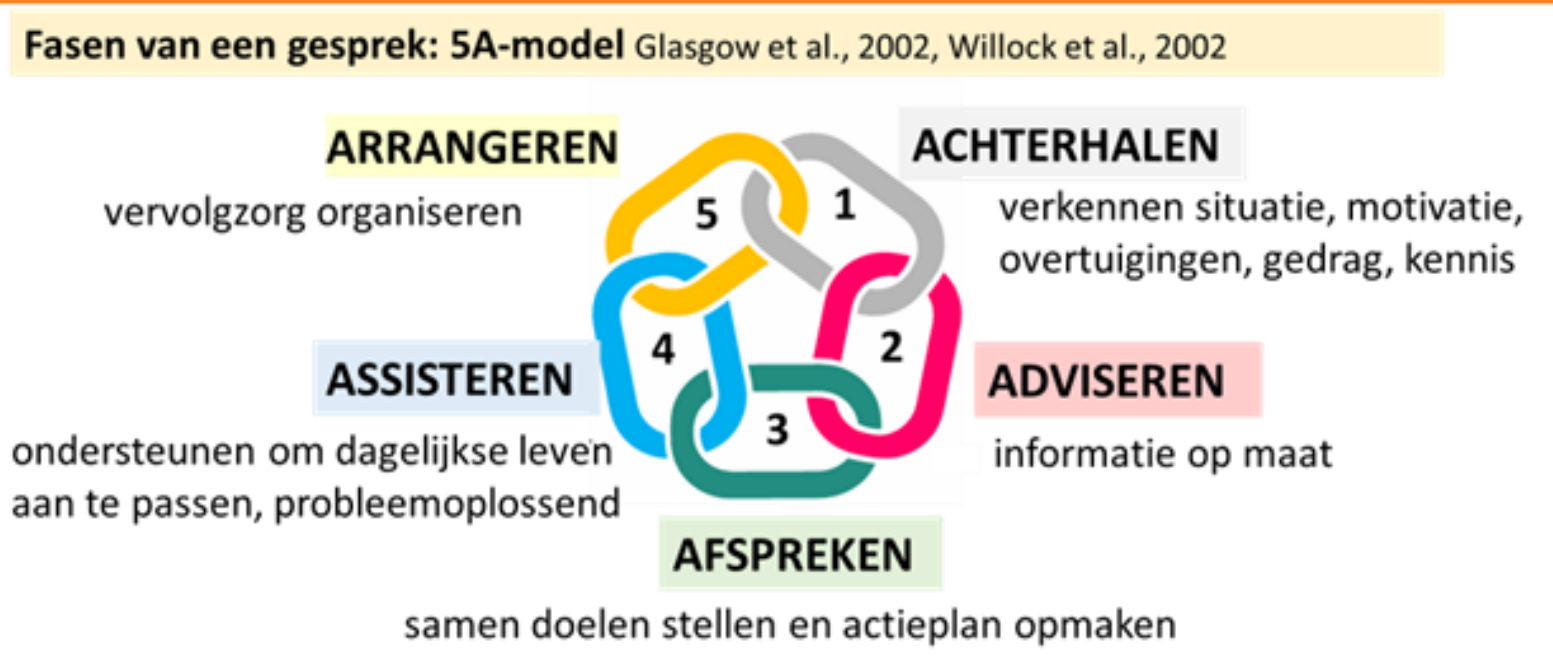 Fasen van een gesprek: 5A-model Glasgow et al., 2002, Willock et al., 2002
1
ACHTERHALEN
verkennen situatie, motivatie,
overtuigingen, gedrag, kennis
2
ADVISEREN
informatie op maat
3
AFSPREKEN
samen doelen stellen en actieplan opmaken
4
ASSISTEREN
ondersteunen om dagelijkse leven
aan te passen, probleemoplossend
5
ARRANGEREN
vervolgzorg organiseren